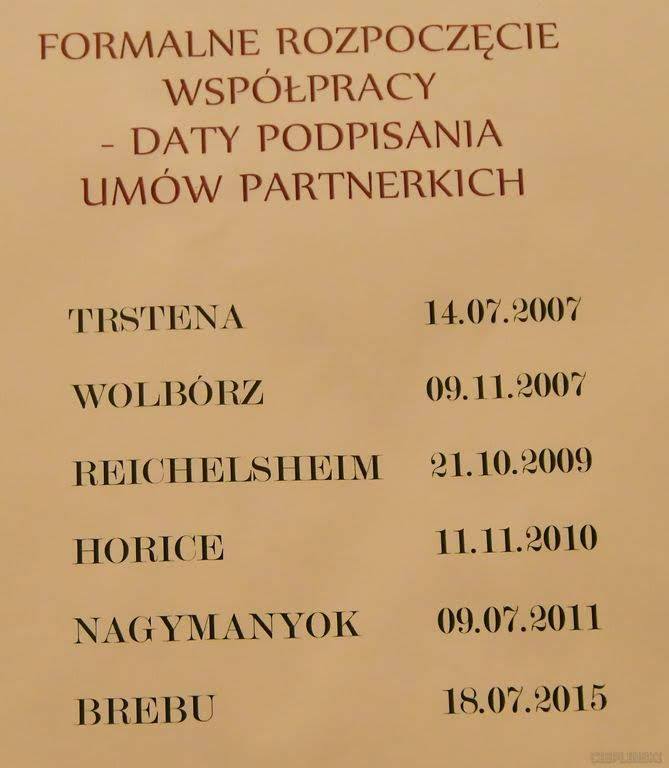 FORMALNE ROZPOCZĘCIE
WSPÓŁPRACY
- DATY PODPISANIA
UMÓW PARTNERKICH
TRSTENA 14.07.2007
WOLBÓRZ 09.11.2007
REICHELSHEIM 21.10.2009
HORICE 11.11.2010
NAGYMANYOK 09.07.2011
BREBU 18.07.2015